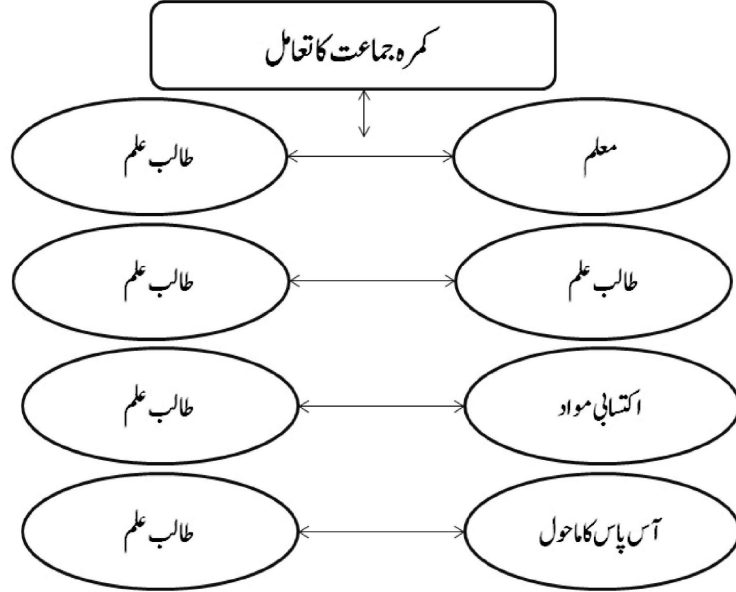 کمرہ جماعت کا تعامل
معلم
طالب علم
طالب علم
طالب علم
اکتسابی مواد
طالب علم
آس پاس کا ماحول
طالب علم